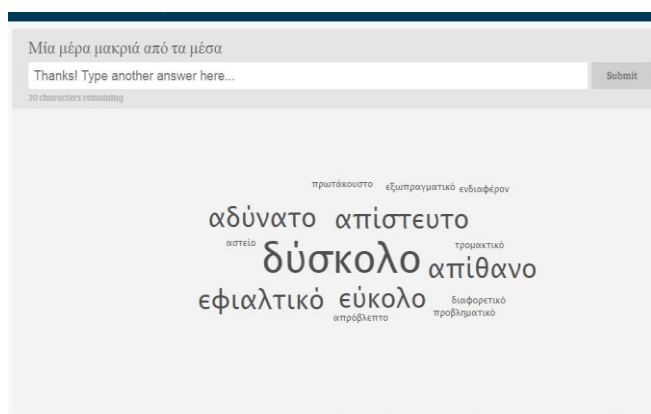 Μία μέρα μακριά από τα μέσα
Thanks! Type another answer here...
Submit
20 characters remaining
πρωτάκουστο εξωπραγματικό ενδιαφέρον
αδύνατο απίστευτο
αστείο δύσκολο τρομακτικό
απίθανο
εφιαλτικό εύκολο διαφορετικό
απρόβλεπτο προβληματικό